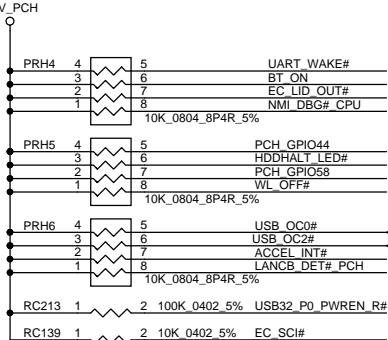 V_PCH
PRH4 4 5 UART_WAKE#
3 6 BT_ON
2 7 EC_LID_OUT#
1 8 NMI_DBG#_CPU
10K_0804_8P4R_5%
PRH5 4 5 PCH_GPIO44
3 6 HDDHALT_LED#
2 7 PCH_GPIO58
1 8 WL_OFF#
10K_0804_8P4R_5%
PRH6 4 5 USB_OC0#
3 6 USB_OC2#
2 7 ACCEL_INT#
1 8 LANCB_DET#_PCH
10K_0804_8P4R_5%
RC213 1 2 100K_0402_5% USB32_P0_PWREN_R#
RC139 1 2 10K_0402_5% EC_SCI#